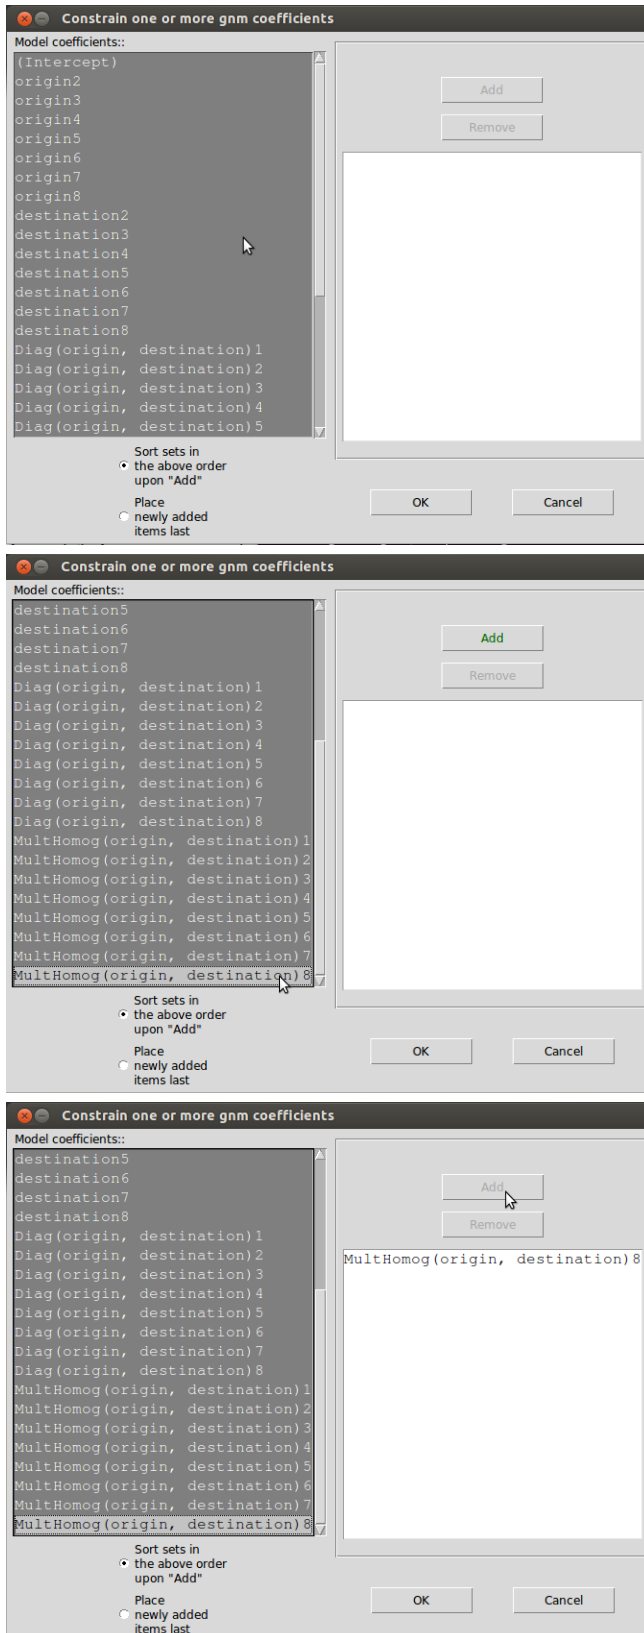 Constrain one or more gnm coefficients
Model coefficients::
(Intercept)
origin2
origin3
origin4
origin5
origin6
origin7
origin8
destination2
destination3
destination4
destination5
destination6
destination7
destination8
Diag(origin, destination)1
Diag(origin, destination)2
Diag(origin, destination)3
Diag(origin, destination)4
Diag(origin, destination)5
Add
Remove
Sort sets in
the above order
upon "Add"
Place
newly added
items last
OK
Cancel
Constrain one or more gnm coefficients
Model coefficients::
destination5
destination6
destination7
destination8
Diag(origin, destination)1
Diag(origin, destination)2
Diag(origin, destination)3
Diag(origin, destination)4
Diag(origin, destination)5
Diag(origin, destination)6
Diag(origin, destination)7
Diag(origin, destination)8
MultHomog(origin, destination)1
MultHomog(origin, destination)2
MultHomog(origin, destination)3
MultHomog(origin, destination)4
MultHomog(origin, destination)5
MultHomog(origin, destination)6
MultHomog(origin, destination)7
MultHomog(origin, destination)8
Add
Remove
Sort sets in
the above order
upon "Add"
Place
newly added
items last
OK
Cancel
Constrain one or more gnm coefficients
Model coefficients::
destination5
destination6
destination7
destination8
Diag(origin, destination)1
Diag(origin, destination)2
Diag(origin, destination)3
Diag(origin, destination)4
Diag(origin, destination)5
Diag(origin, destination)6
Diag(origin, destination)7
Diag(origin, destination)8
MultHomog(origin, destination)1
MultHomog(origin, destination)2
MultHomog(origin, destination)3
MultHomog(origin, destination)4
MultHomog(origin, destination)5
MultHomog(origin, destination)6
MultHomog(origin, destination)7
MultHomog(origin, destination)8
Add
Remove
MultHomog(origin, destination)8
Sort sets in
the above order
upon "Add"
Place
newly added
items last
OK
Cancel